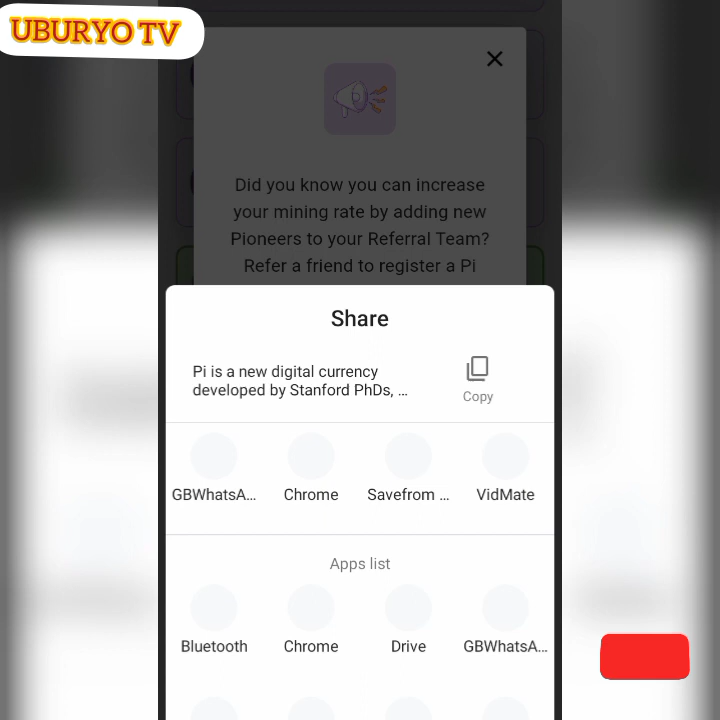 UBURYO TV
Did you know you can increase
your mining rate by adding new
Pioneers to your Referral Team?
Refer a friend to register a Pi
Share
Pi is a new digital currency
developed by Stanford PhDs, ...
Copy
GBWhatsA...
Chrome
Savefrom ...
VidMate
Apps list
Bluetooth
Chrome
Drive
GBWhatsA...